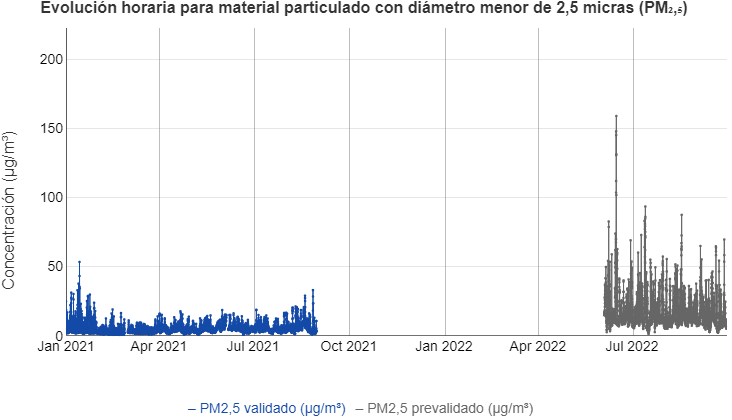 Evolución horaria para material particulado con diámetro menor de 2,5 micras (PM₂,₅)
Concentración (µg/m³)
200
150
100
50
0
Jan 2021 Apr 2021 Jul 2021 Oct 2021 Jan 2022 Apr 2022 Jul 2022
– PM2,5 validado (µg/m³) – PM2,5 prevalidado (µg/m³)